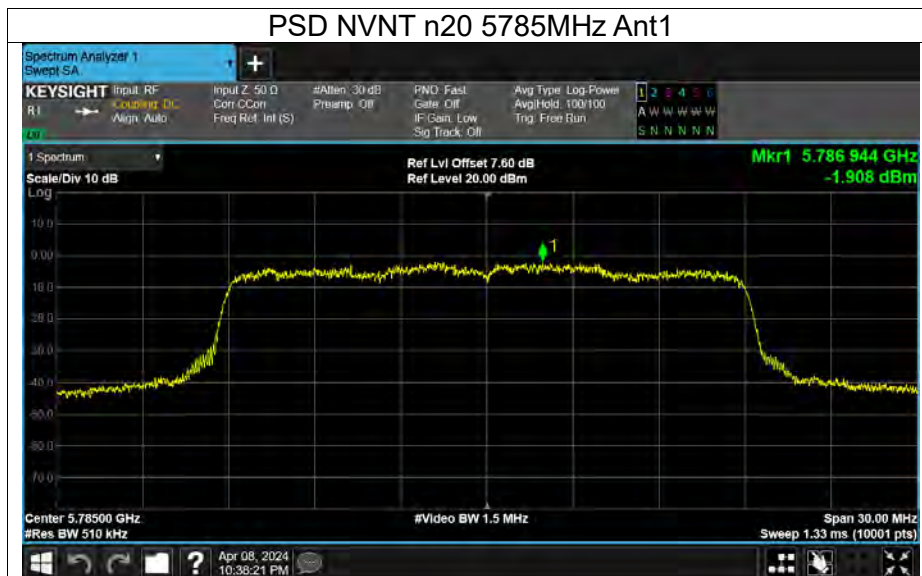 PSD NVNT n20 5785MHz Ant1
Spectrum Analyzer 1
Swept SA
+
KEYSIGHT Input: RF Input Z: 50 Ω #Atten: 30 dB PNO: Fast Avg Type: Log-Power 1 2 3 4 5 6
Coupling: DC Corr CCorr Preamp: Off Gate: Off Avg|Hold: 100/100 A W W W W W
Align: Auto Freq Ref: Int (S) IF Gain: Low Trig: Free Run
Sig Track: Off S N N N N N
1 Spectrum Ref Lvl Offset 7.60 dB Mkr1 5.786 944 GHz
Scale/Div 10 dB Ref Level 20.00 dBm -1.908 dBm
Log
10.0
0.00
1
-10.0
-20.0
-30.0
-40.0
-50.0
-60.0
-70.0
Center 5.78500 GHz #Video BW 1.5 MHz Span 30.00 MHz
#Res BW 510 kHz Sweep 1.33 ms (10001 pts)
? Apr 08, 2024
10:38:21 PM